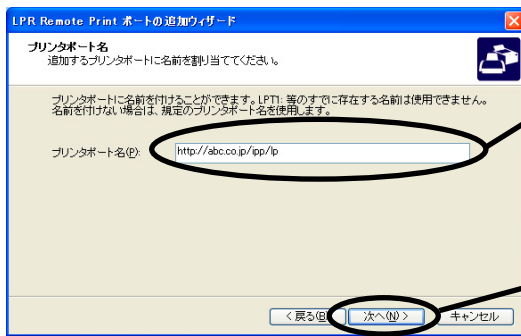 LPR Remote Print ポートの追加ウィザード
プリンタポート名
追加するプリンタポートに名前を割り当ててください。
プリンタポートに名前を付けることができます。LPT1: 等のすでに存在する名前は使用できません。
名前を付けない場合は、規定のプリンタポート名を使用します。
プリンタポート名(P):
http://abc.co.jp/ipp/lp
< 戻る(B)
次へ(N) >
キャンセル